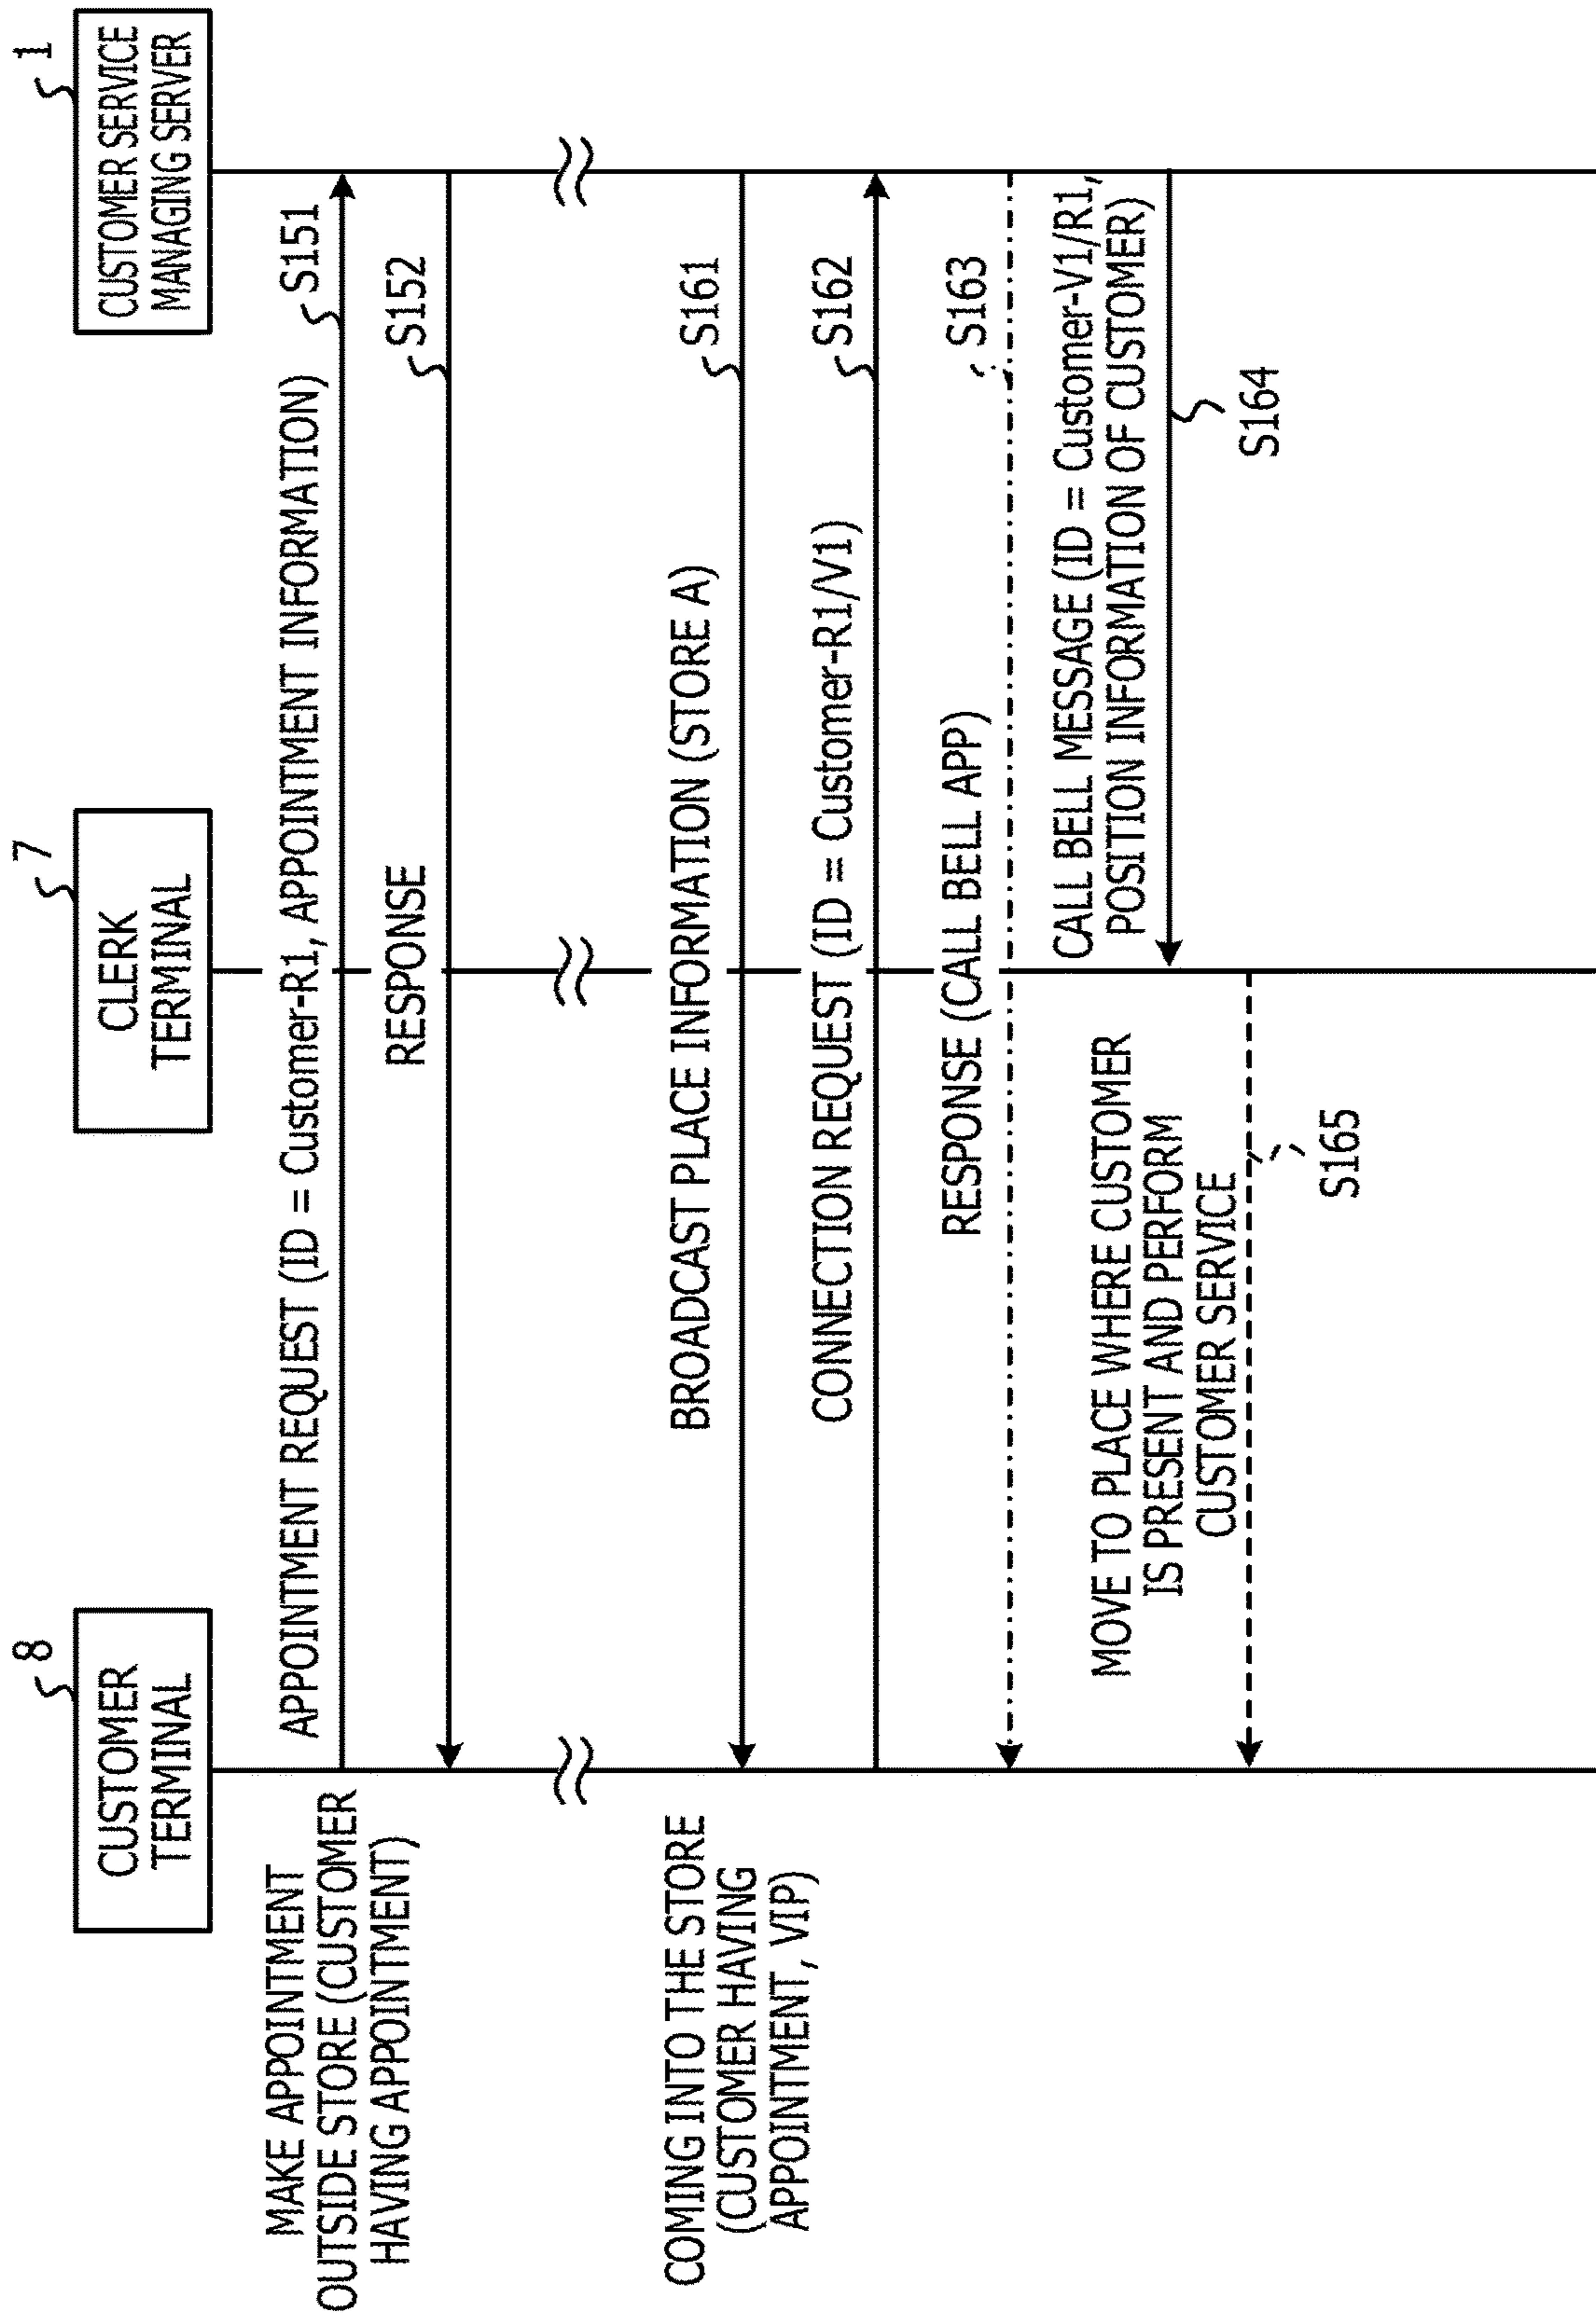 8
CUSTOMER
TERMINAL
7
CLERK
TERMINAL
1
CUSTOMER SERVICE
MANAGING SERVER
MAKE APPOINTMENT
OUTSIDE STORE (CUSTOMER
HAVING APPOINTMENT)
APPOINTMENT REQUEST (ID = Customer-R1, APPOINTMENT INFORMATION)
S151
RESPONSE
S152
COMING INTO THE STORE
(CUSTOMER HAVING
APPOINTMENT, VIP)
BROADCAST PLACE INFORMATION (STORE A)
S161
CONNECTION REQUEST (ID = Customer-R1/V1)
S162
RESPONSE (CALL BELL APP)
S163
CALL BELL MESSAGE (ID = Customer-V1/R1,
POSITION INFORMATION OF CUSTOMER)
S164
MOVE TO PLACE WHERE CUSTOMER
IS PRESENT AND PERFORM
CUSTOMER SERVICE
S165